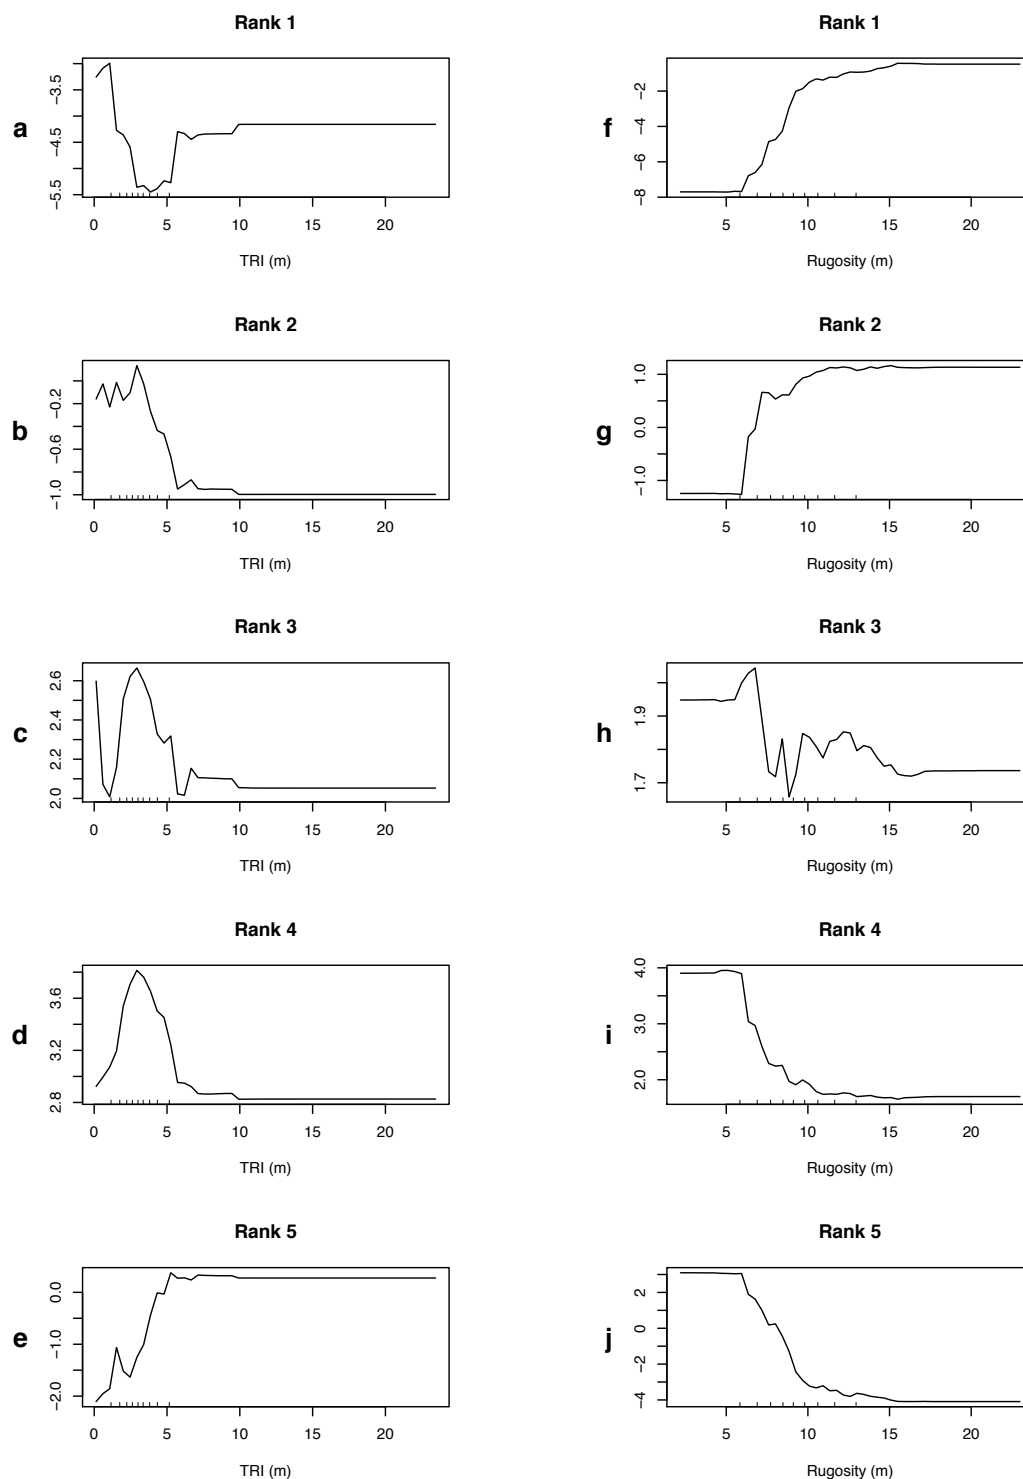 Rank 1
Rank 1
a
−3.5
−4.5
−5.5
0 5 10 15 20
TRI (m)
f
−2
−4
−6
−8
5 10 15 20
Rugosity (m)
Rank 2
Rank 2
b
−0.2
−0.6
−1.0
0 5 10 15 20
TRI (m)
g
1.0
0.0
−1.0
5 10 15 20
Rugosity (m)
Rank 3
Rank 3
c
2.6
2.4
2.2
2.0
0 5 10 15 20
TRI (m)
h
1.9
1.7
5 10 15 20
Rugosity (m)
Rank 4
Rank 4
d
3.6
3.2
2.8
0 5 10 15 20
TRI (m)
i
4.0
3.0
2.0
5 10 15 20
Rugosity (m)
Rank 5
Rank 5
e
0.0
−1.0
−2.0
0 5 10 15 20
TRI (m)
j
2
0
−2
−4
5 10 15 20
Rugosity (m)